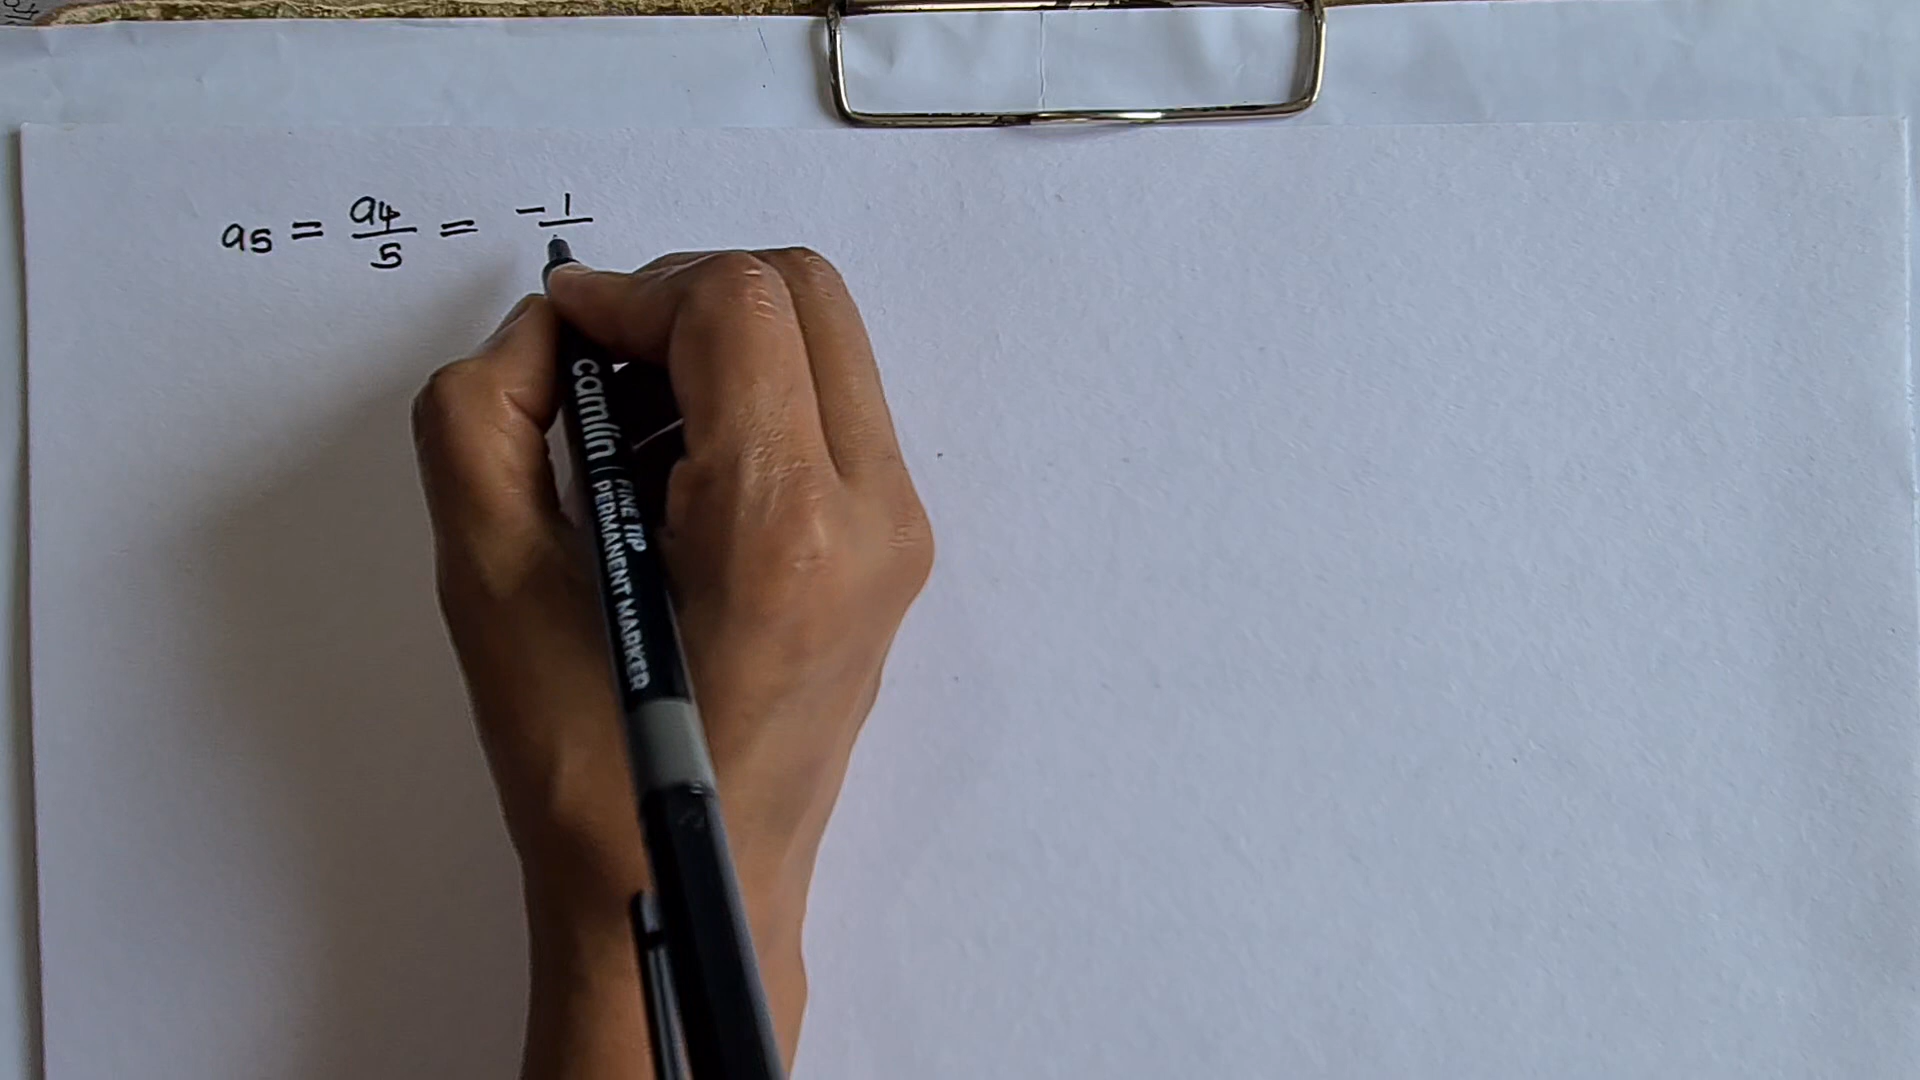 a5 = a4/5 = -1/
camlin FINE TIP
PERMANENT MARKER